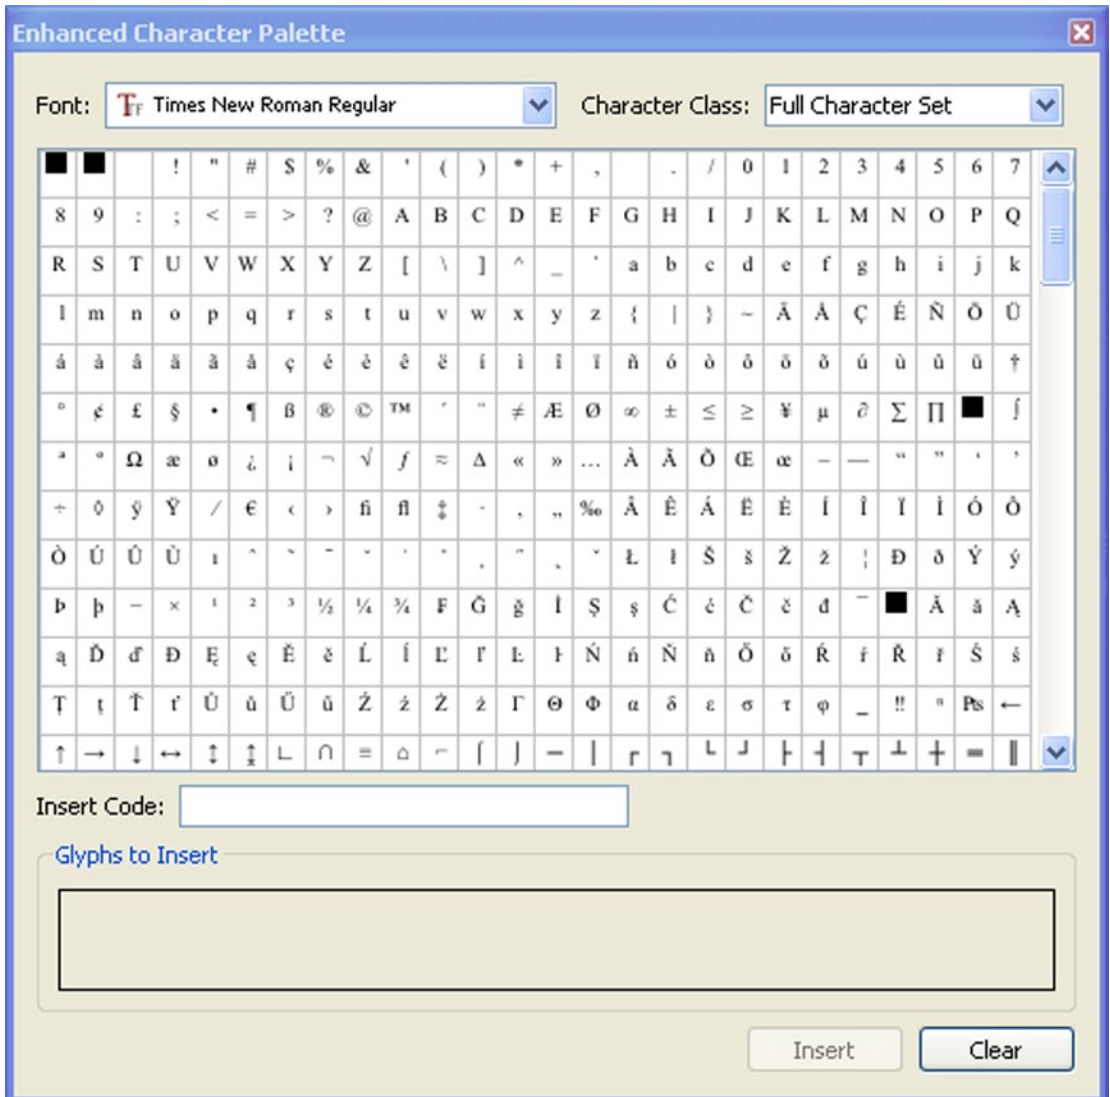 Enhanced Character Palette
Font: Times New Roman Regular Character Class: Full Character Set
! " # $ % & ' ( ) * + , . / 0 1 2 3 4 5 6 7
8 9 : ; < = > ? @ A B C D E F G H I J K L M N O P Q
R S T U V W X Y Z [ \ ] ^ _ ` a b c d e f g h i j k
l m n o p q r s t u v w x y z { | } ~ Ä Å Ç É Ñ Ö Ü
á à â ä ã å ç é è ê ë í ì î ï ñ ó ò ô ö õ ú ù û ü †
° ¢ £ § • ¶ ß ® © ™ ´ ¨ ≠ Æ Ø ∞ ± ≤ ≥ ¥ µ ∂ ∑ ∏ ∫
ª º Ω æ ø ¿ ¡ ¬ √ ƒ ≈ ∆ « » … À Ã Õ Œ œ – — “ ” ‘ ’
÷ ◊ ÿ Ÿ ⁄ € ‹ › fi fl ‡ · ‚ „ ‰ Â Ê Á Ë È Í Î Ï Ì Ó Ô
Ò Ú Û Ù ı ˆ ˜ ¯ ˘ ˙ ˚ ¸ ˝ ˛ ˇ Ł ł Š š Ž ž ¦ Ð ð Ý ý
Þ þ − × ¹ ² ³ ½ ¼ ¾ ₣ Ğ ğ İ Ş ş Ć ć Č č đ ¯ Ă ă Ą
ą Ď ď Đ Ę ę Ě ě Ĺ ĺ Ľ ľ Ŀ ŀ Ń ń Ň ň Ő ő Ŕ ŕ Ř ř Ś ś
Ţ ţ Ť ť Ů ů Ű ű Ź ź Ż ż Γ Θ Φ α δ ε σ τ φ ‗ ‼ ⁿ ₧ ←
↑ → ↓ ↔ ↕ ↨ ∟ ∩ ≡ ⌂ ⌐ ⌠ ⌡ ─ │ ┌ ┐ └ ┘ ├ ┤ ┬ ┴ ┼ ═ ║
Insert Code:
Glyphs to Insert
Insert Clear